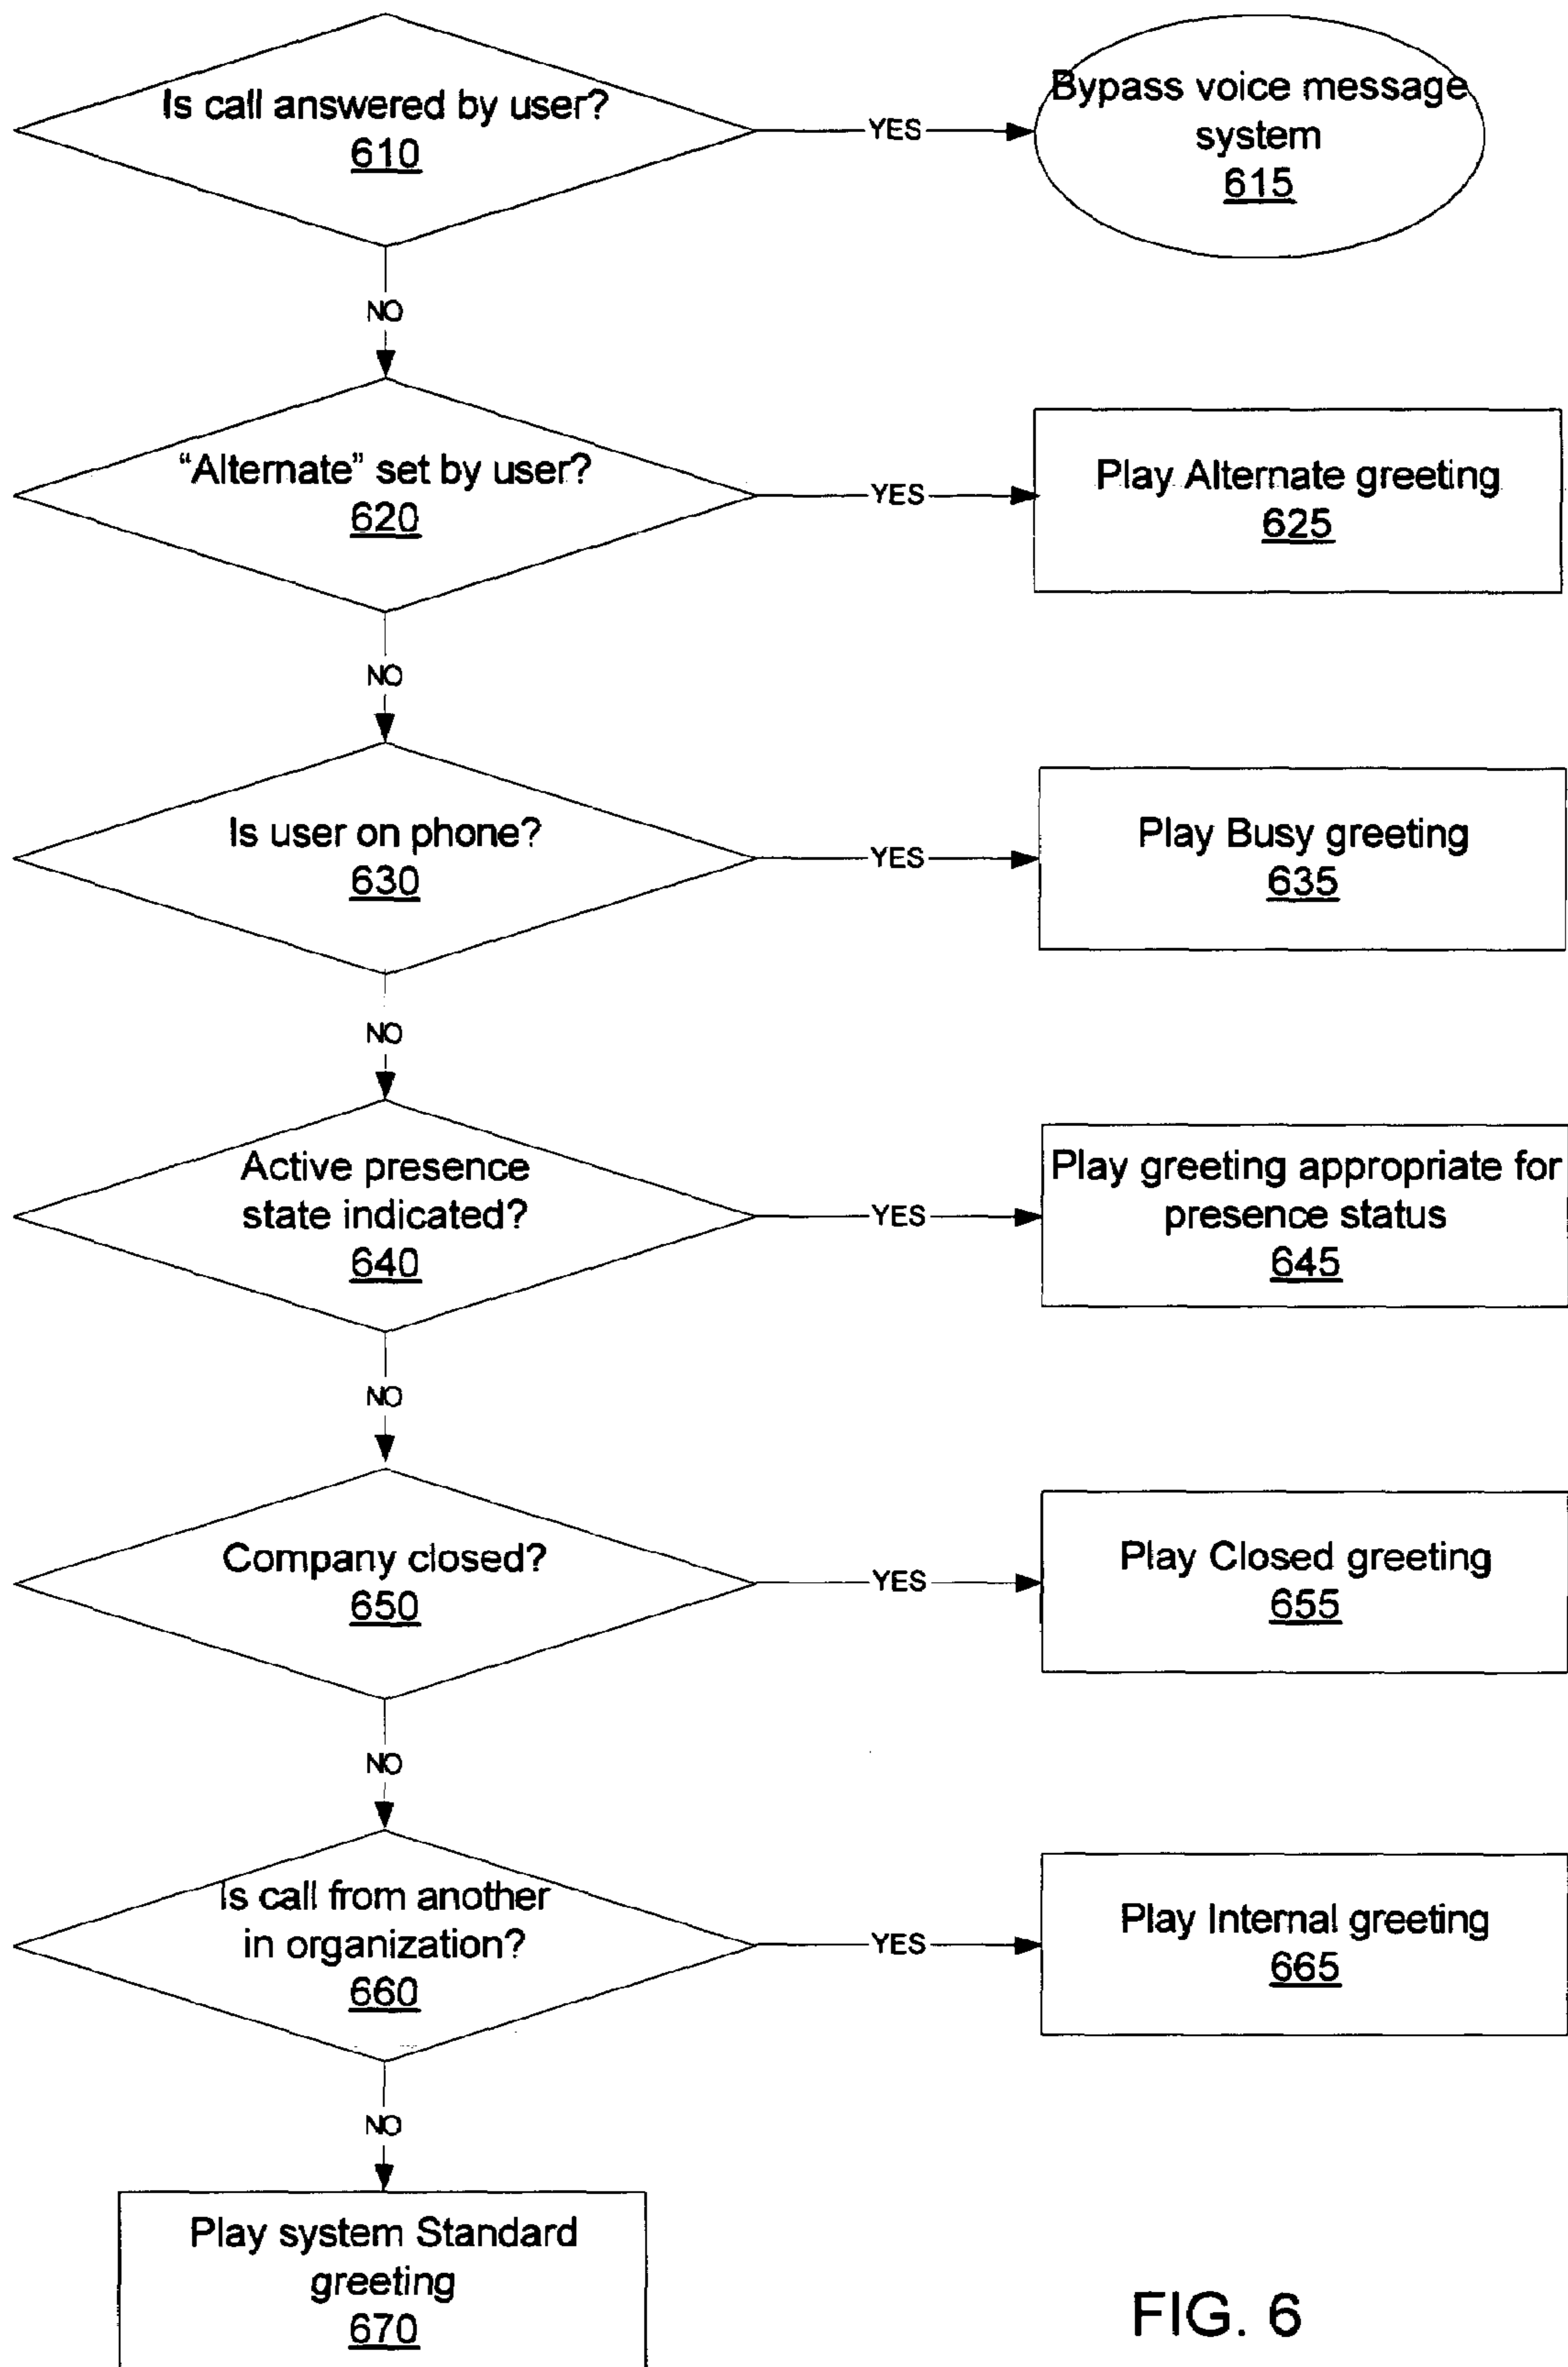 Is call answered by user?
610
YES
Bypass voice message
system
615
NO
"Alternate" set by user?
620
YES
Play Alternate greeting
625
NO
Is user on phone?
630
YES
Play Busy greeting
635
NO
Active presence
state indicated?
640
YES
Play greeting appropriate for
presence status
645
NO
Company closed?
650
YES
Play Closed greeting
655
NO
Is call from another
in organization?
660
YES
Play Internal greeting
665
NO
Play system Standard
greeting
670
FIG. 6